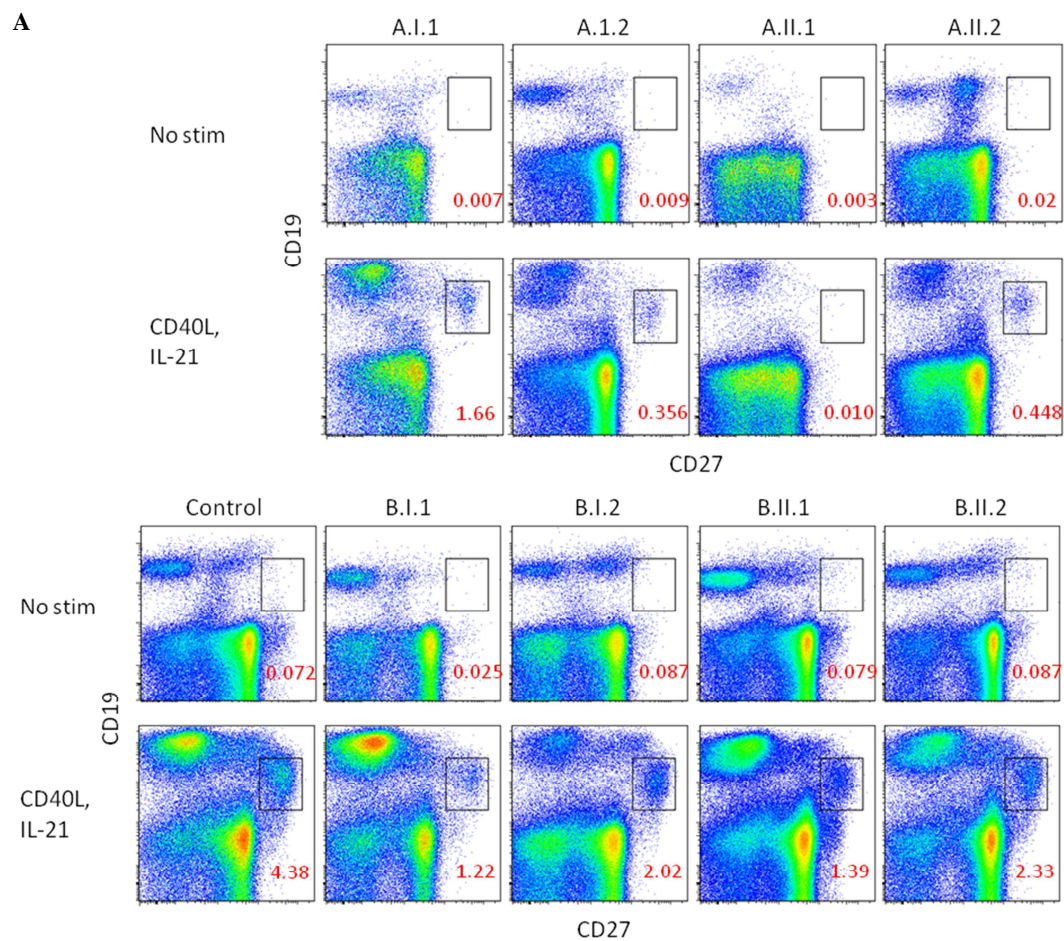 A
A.I.1 A.1.2 A.II.1 A.II.2
No stim
0.007 0.009 0.003 0.02
CD19
CD40L,
IL-21
1.66 0.356 0.010 0.448
CD27
Control B.I.1 B.I.2 B.II.1 B.II.2
No stim
0.072 0.025 0.087 0.079 0.087
CD19
CD40L,
IL-21
4.38 1.22 2.02 1.39 2.33
CD27